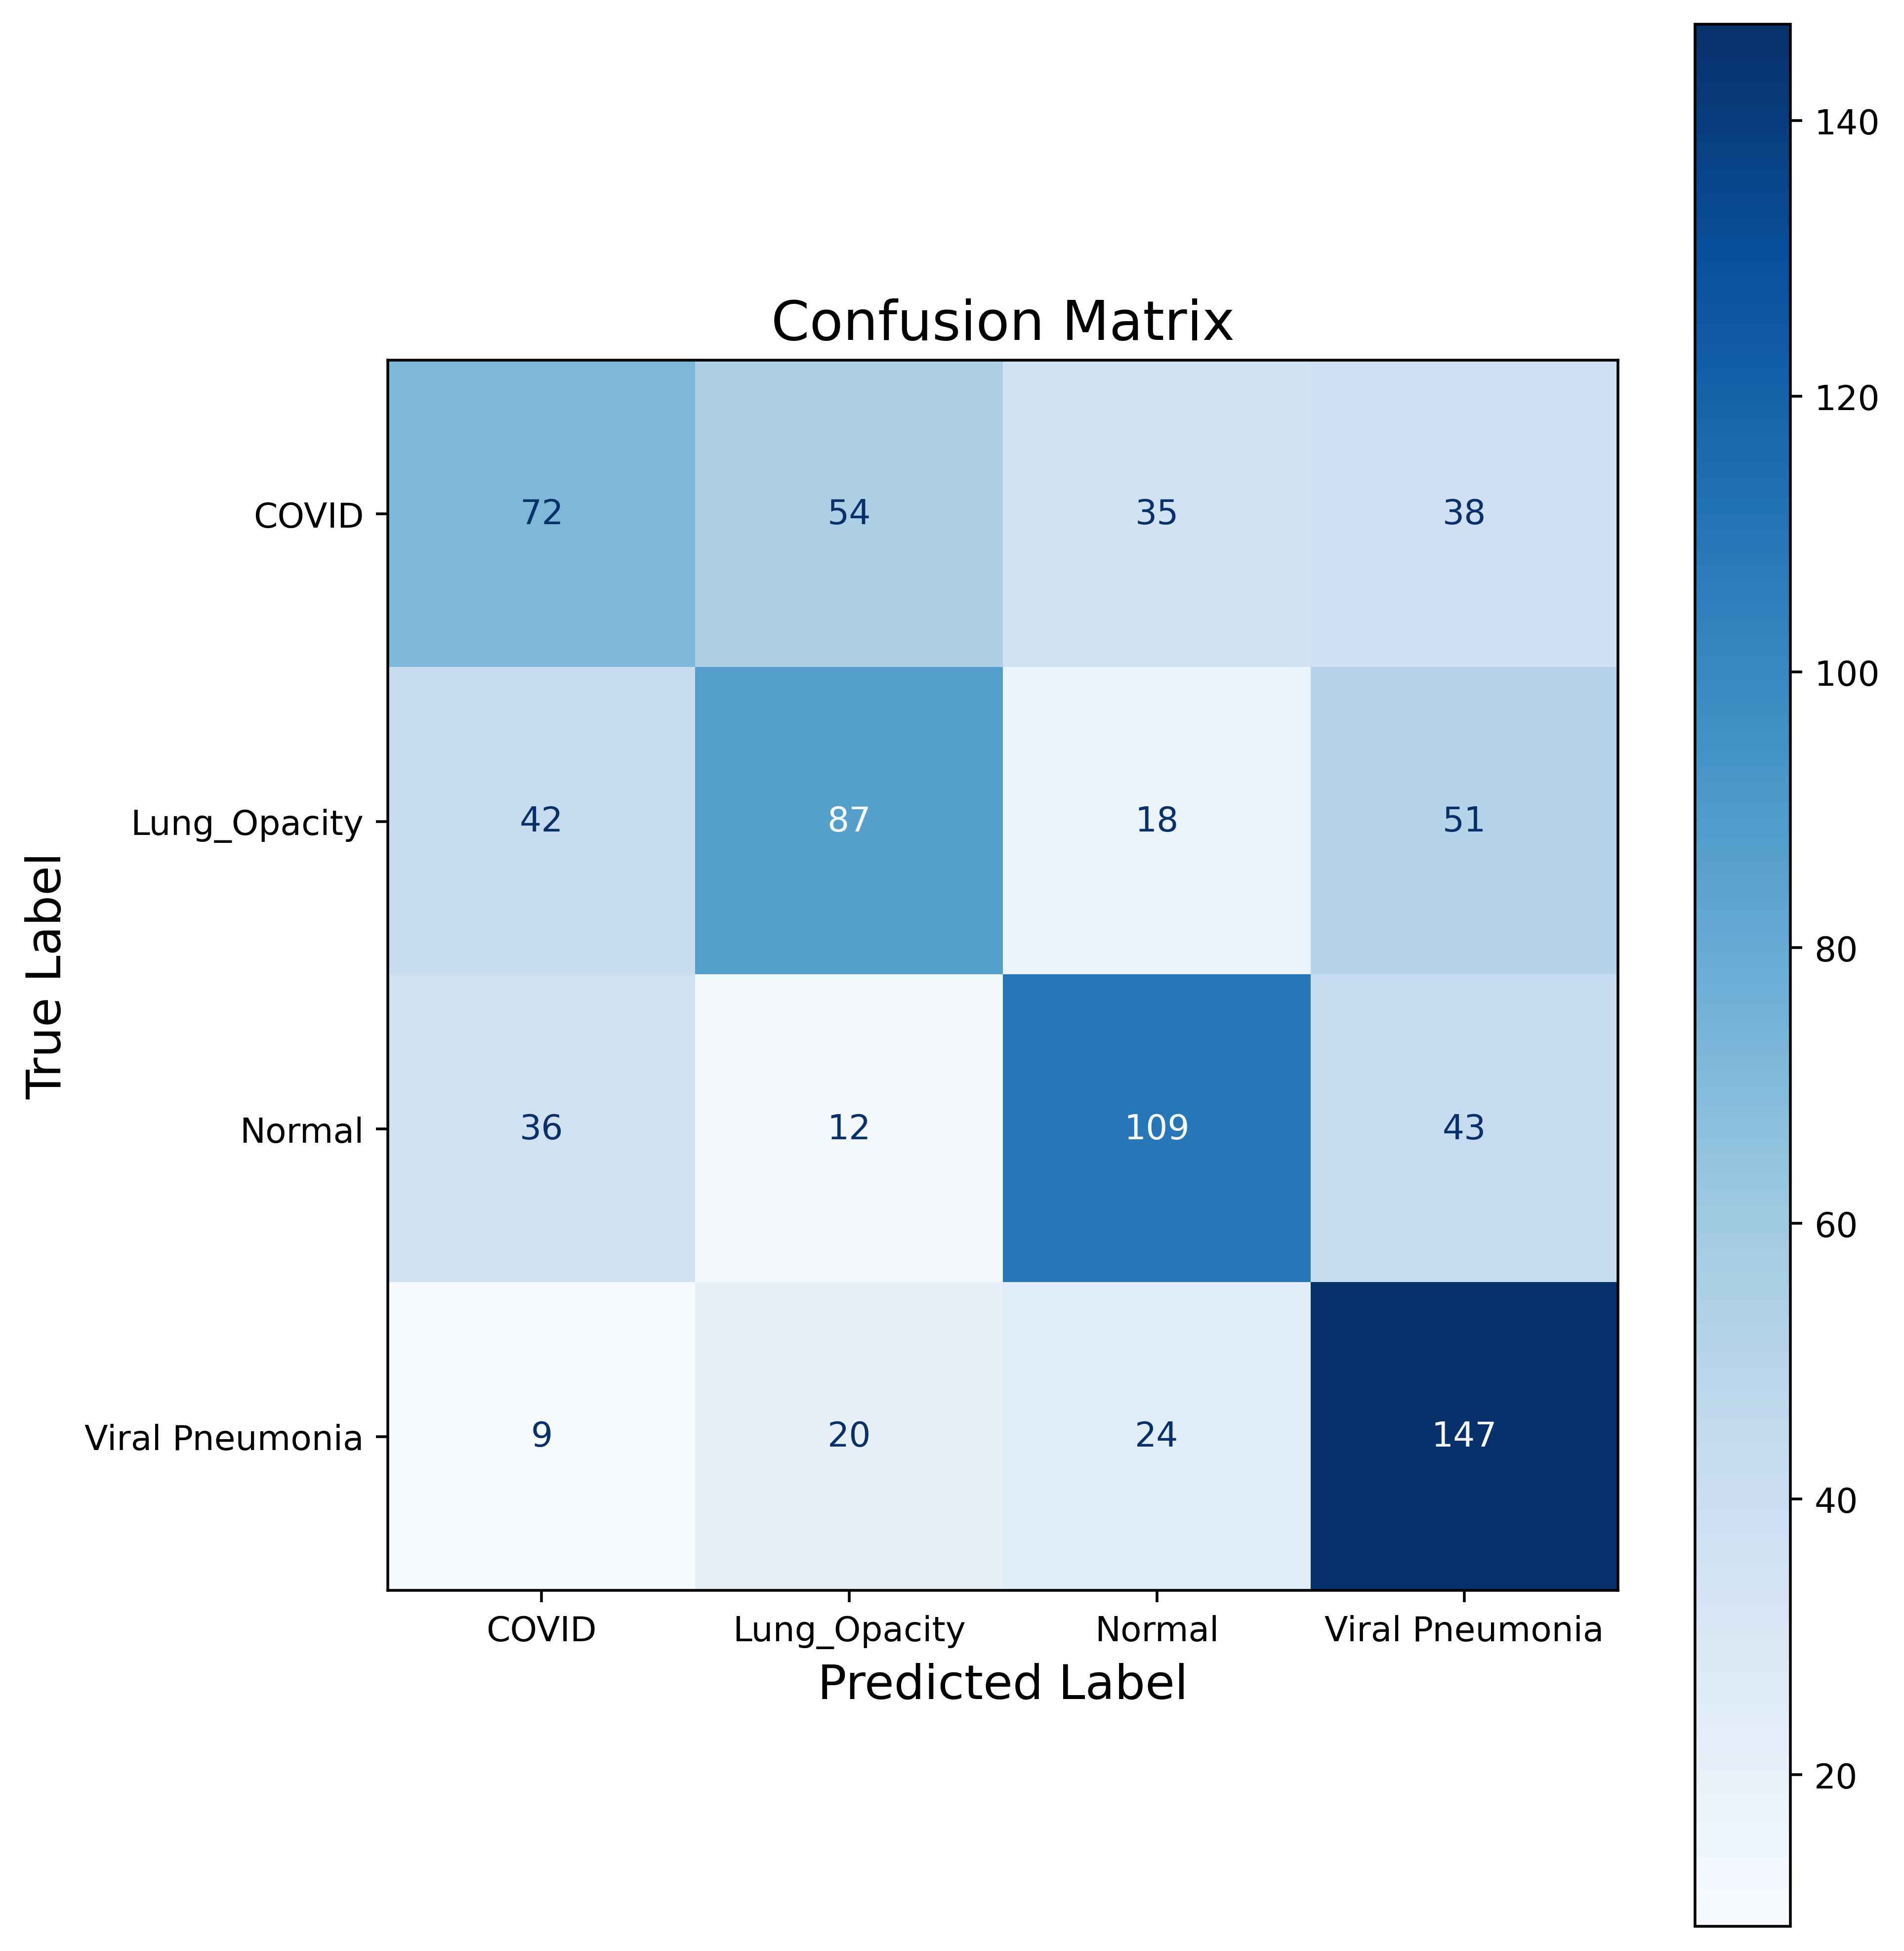 Confusion Matrix
True Label
COVID 72 54 35 38
Lung_Opacity 42 87 18 51
Normal 36 12 109 43
Viral Pneumonia 9 20 24 147
COVID Lung_Opacity Normal Viral Pneumonia
Predicted Label
140
120
100
80
60
40
20